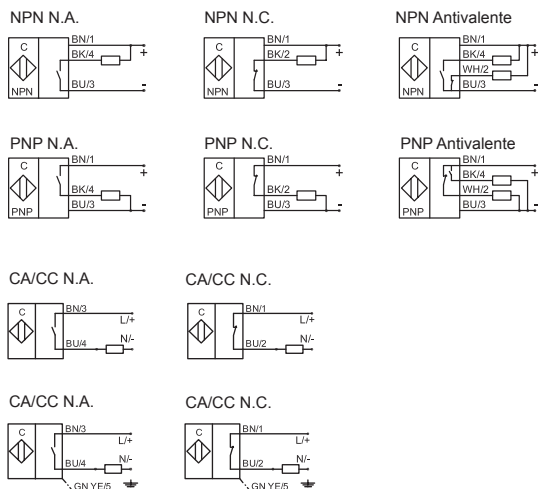 NPN N.A. NPN N.C. NPN Antivalente
C BN/1 + BK/4 NPN BU/3 -
C BN/1 + BK/2 NPN BU/3 -
C BN/1 + BK/4 WH/2 NPN BU/3 -
PNP N.A. PNP N.C. PNP Antivalente
C BN/1 + BK/4 PNP BU/3 -
C BN/1 + BK/2 PNP BU/3 -
C BN/1 + BK/4 WH/2 PNP BU/3 -
CA/CC N.A. CA/CC N.C.
C BN/3 L/+ BU/4 N/-
C BN/1 L/+ BU/2 N/-
CA/CC N.A. CA/CC N.C.
C BN/3 L/+ BU/4 N/- GN YE/5
C BN/1 L/+ BU/2 N/- GN YE/5